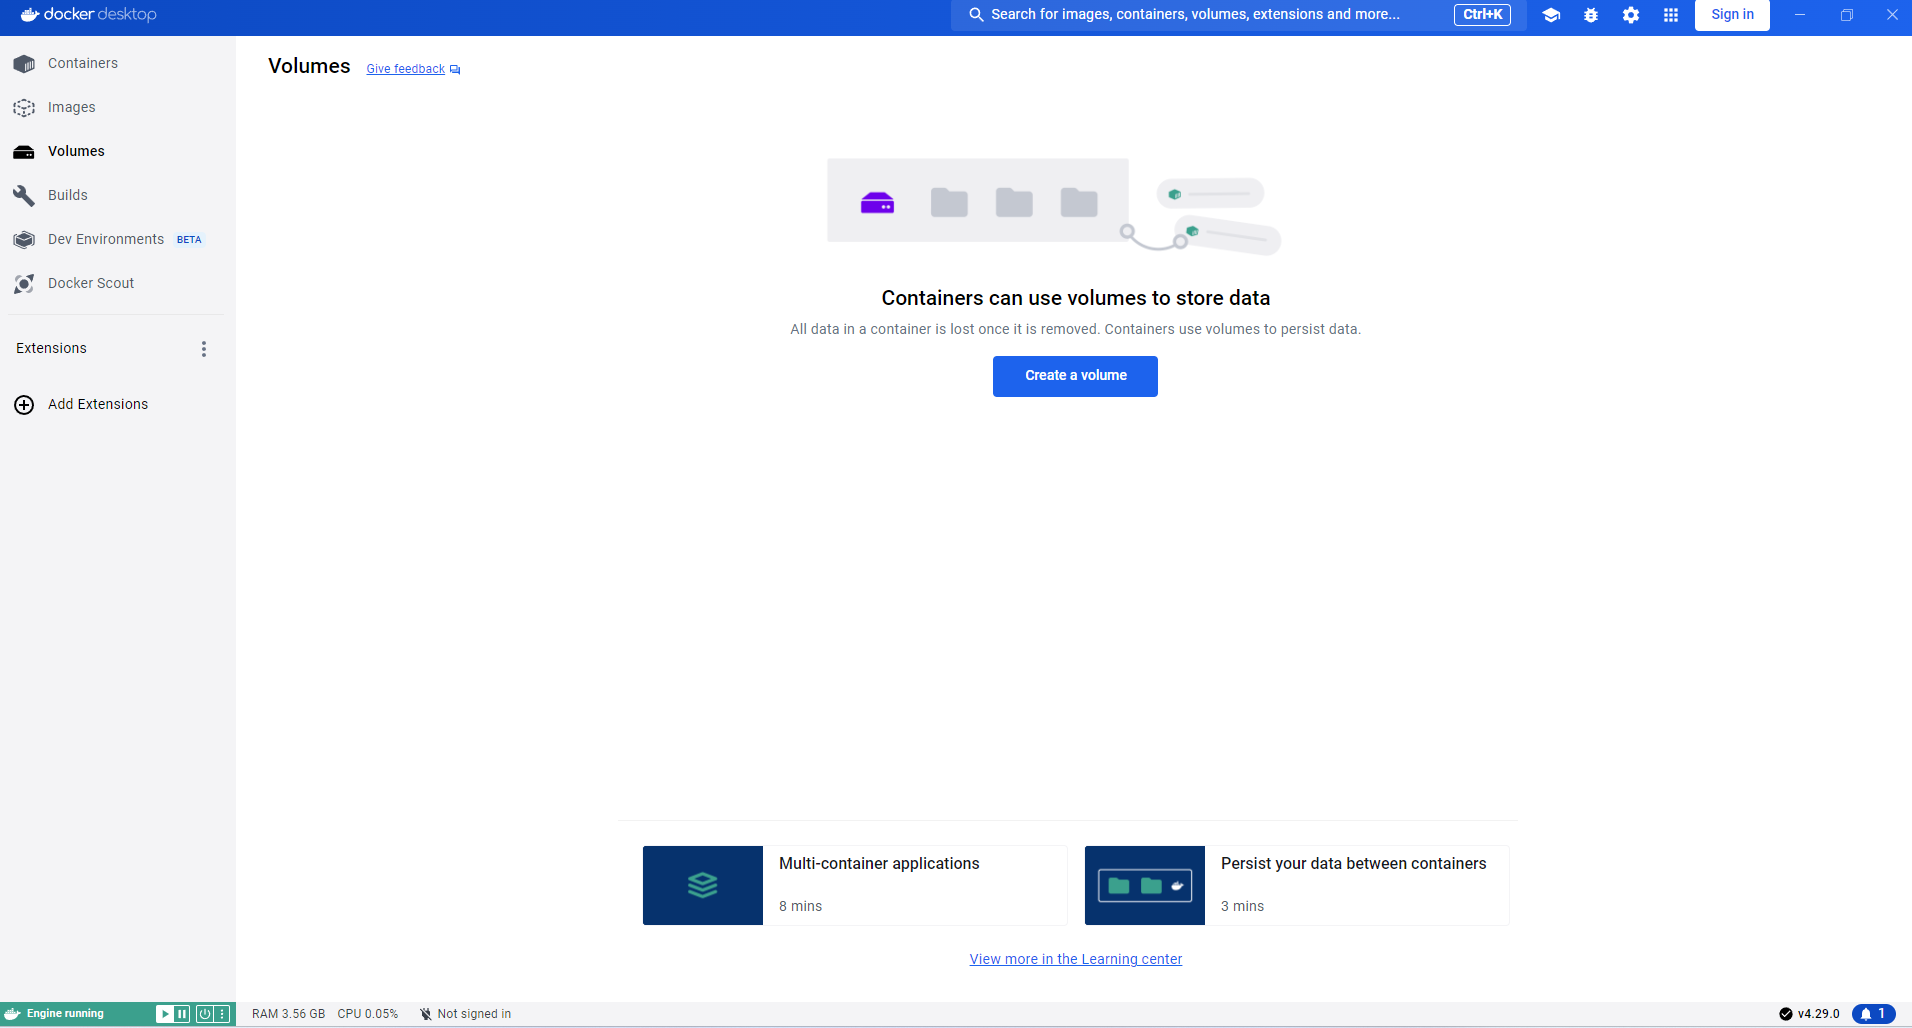 docker desktop
Search for images, containers, volumes, extensions and more...
Ctrl+K
Sign in
Containers
Images
Volumes
Builds
Dev Environments BETA
Docker Scout
Extensions
Add Extensions
Volumes
Give feedback
Containers can use volumes to store data
All data in a container is lost once it is removed. Containers use volumes to persist data.
Create a volume
Multi-container applications
8 mins
Persist your data between containers
3 mins
View more in the Learning center
Engine running
RAM 3.56 GB CPU 0.05% Not signed in
v4.29.0
1